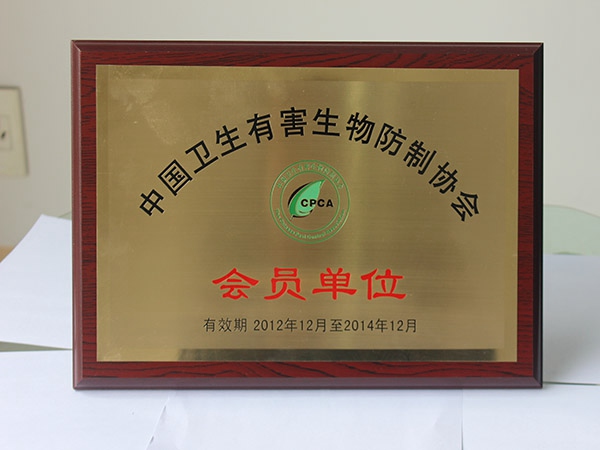 中国卫生有害生物防制协会
CPCA
会员单位
有效期 2012年12月至2014年12月